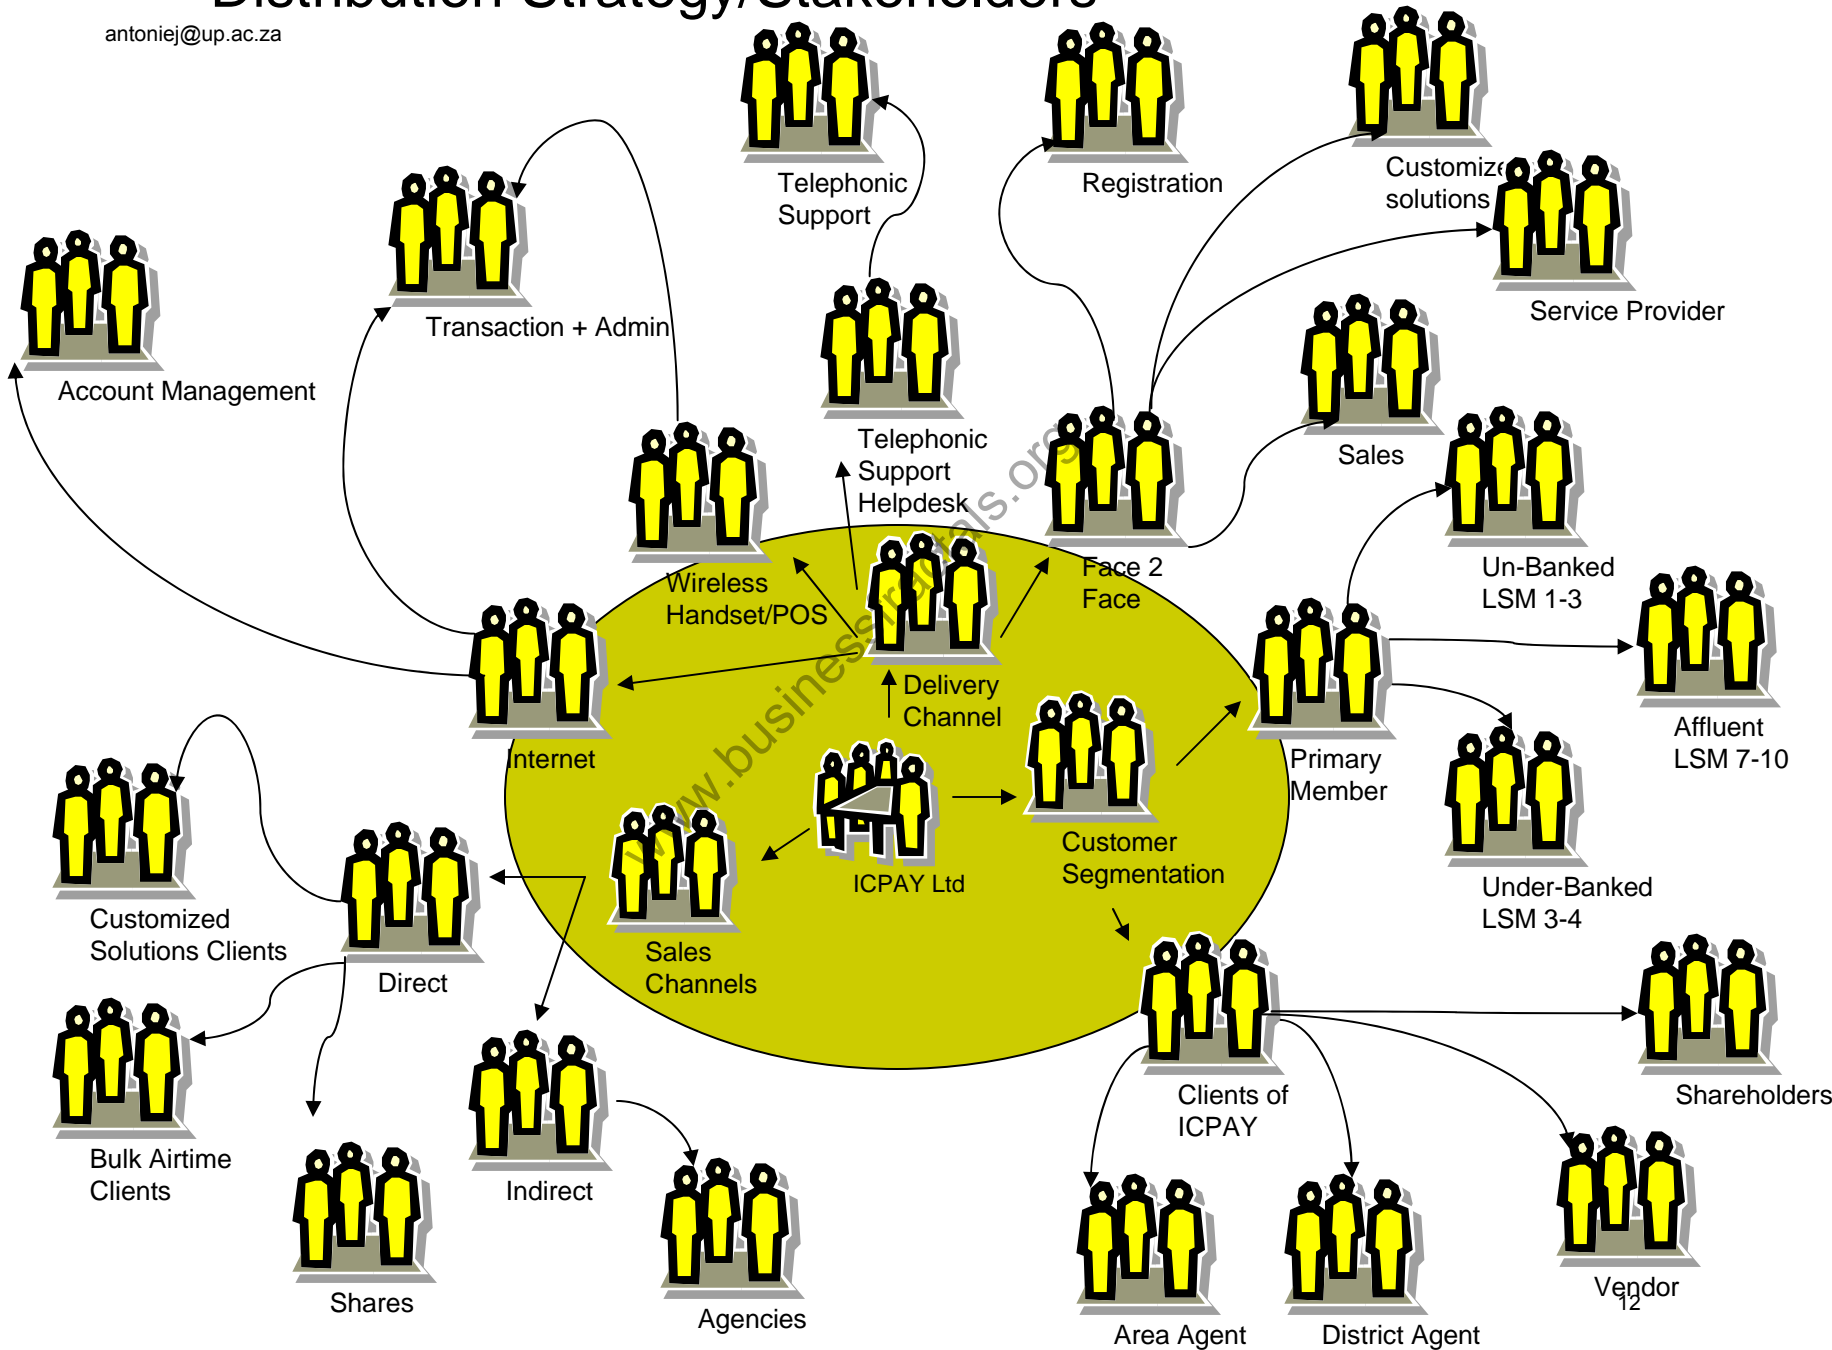 Distribution Strategy/Stakeholders
antoniej@up.ac.za
Telephonic
Support
Registration
Customize
solutions
Service Provider
Transaction + Admin
Account Management
Telephonic
Support
Helpdesk
Sales
Un-Banked
LSM 1-3
Face 2
Face
Wireless
Handset/POS
Delivery
Channel
Internet
Primary
Member
Affluent
LSM 7-10
Customer
Segmentation
ICPAY Ltd
Under-Banked
LSM 3-4
Customized
Solutions Clients
Direct
Sales
Channels
Clients of
ICPAY
Shareholders
Bulk Airtime
Clients
Indirect
Shares
Agencies
Area Agent
District Agent
Vendor
12